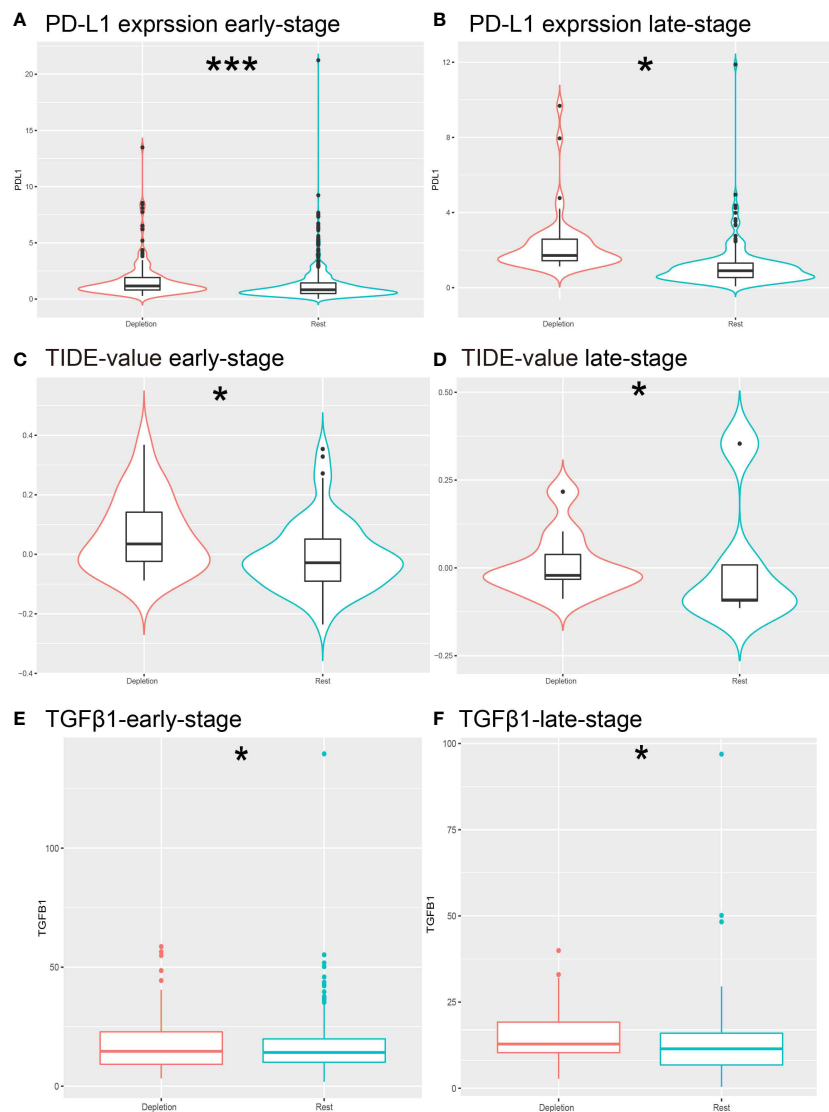 A PD-L1 exprssion early-stage
B PD-L1 exprssion late-stage
***
20
15
10
5
0
PDL1
Depletion
Rest
*
12
8
4
0
PDL1
Depletion
Rest
C TIDE-value early-stage
D TIDE-value late-stage
*
0.4
0.2
0.0
-0.2
-0.4
Depletion
Rest
*
0.50
0.25
0.00
-0.25
Depletion
Rest
E TGFβ1-early-stage
F TGFβ1-late-stage
*
100
50
0
TGFB1
Depletion
Rest
*
100
75
50
25
0
TGFB1
Depletion
Rest